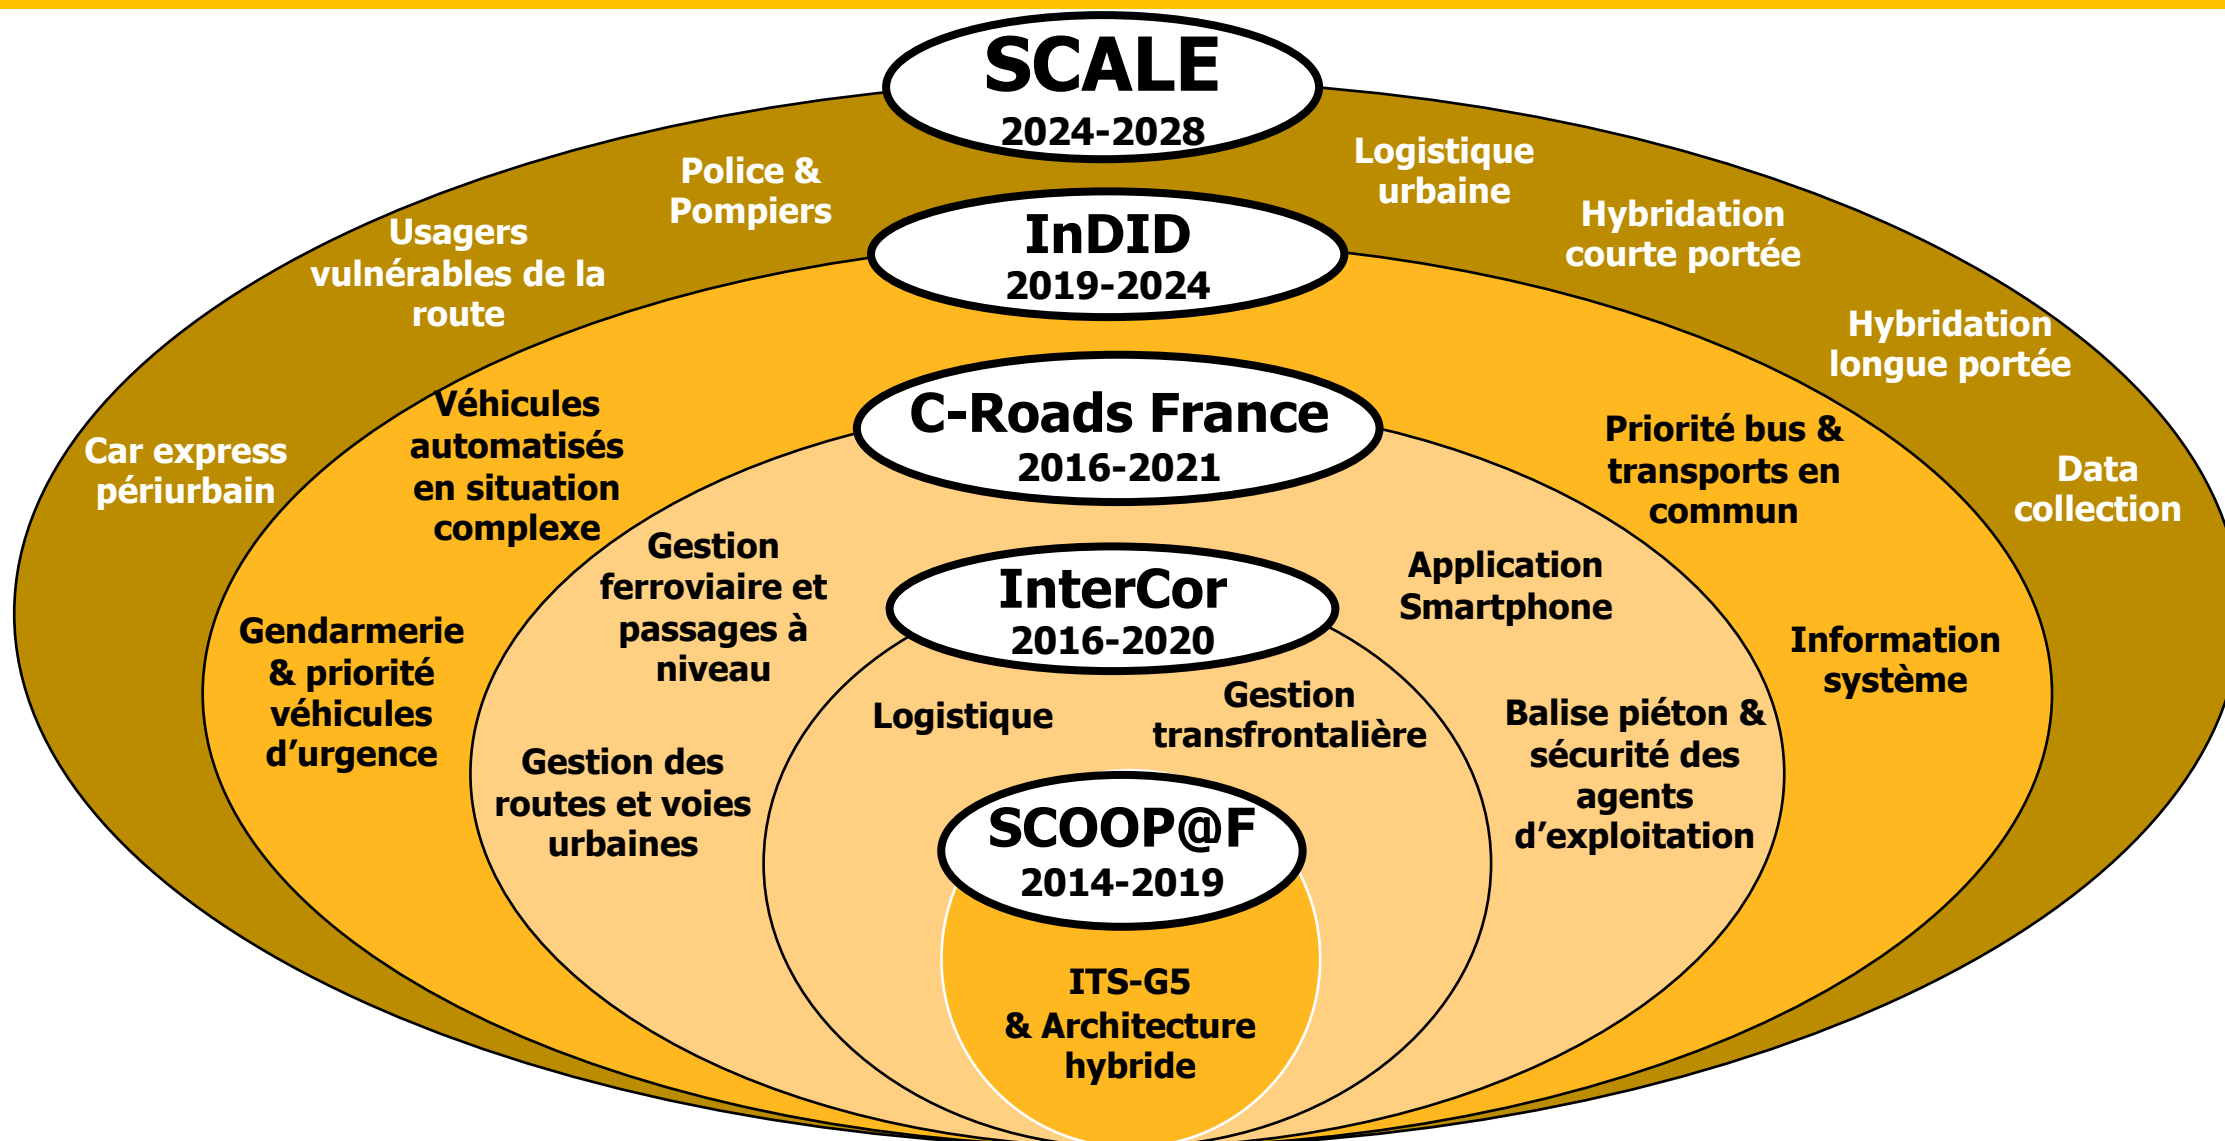 SCALE
2024-2028
Police &
Pompiers
Logistique
urbaine
Usagers
vulnérables de la
route
Hybridation
courte portée
Hybridation
longue portée
Car express
périurbain
Data
collection
InDID
2019-2024
Véhicules
automatisés
en situation
complexe
Priorité bus &
transports en
commun
Gendarmerie
& priorité
véhicules
d’urgence
Information
système
C-Roads France
2016-2021
Gestion
ferroviaire et
passages à
niveau
Application
Smartphone
Gestion des
routes et voies
urbaines
Balise piéton &
sécurité des
agents
d’exploitation
InterCor
2016-2020
Logistique
Gestion
transfrontalière
SCOOP@F
2014-2019
ITS-G5
& Architecture
hybride